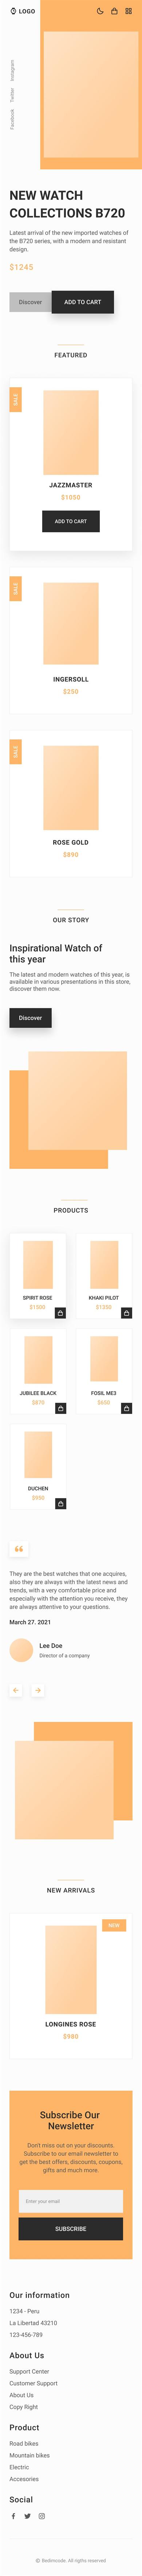 LOGO
Instagram
Twitter
Facebook
NEW WATCH
COLLECTIONS B720
Latest arrival of the new imported watches of
the B720 series, with a modern and resistant
design.
$1245
Discover
ADD TO CART
FEATURED
SALE
JAZZMASTER
$1050
ADD TO CART
SALE
INGERSOLL
$250
SALE
ROSE GOLD
$890
OUR STORY
Inspirational Watch of
this year
The latest and modern watches of this year, is
available in various presentations in this store,
discover them now.
Discover
PRODUCTS
SPIRIT ROSE
$1500
KHAKI PILOT
$1350
JUBILEE BLACK
$870
FOSIL ME3
$650
DUCHEN
$950
They are the best watches that one acquires,
also they are always with the latest news and
trends, with a very comfortable price and
especially with the attention you receive, they
are always attentive to your questions.
March 27. 2021
Lee Doe
Director of a company
NEW ARRIVALS
NEW
LONGINES ROSE
$980
Subscribe Our
Newsletter
Don't miss out on your discounts.
Subscribe to our email newsletter to
get the best offers, discounts, coupons,
gifts and much more.
Enter your email
SUBSCRIBE
Our information
1234 - Peru
La Libertad 43210
123-456-789
About Us
Support Center
Customer Support
About Us
Copy Right
Product
Road bikes
Mountain bikes
Electric
Accesories
Social
© Bedimcode. All rigths reserved